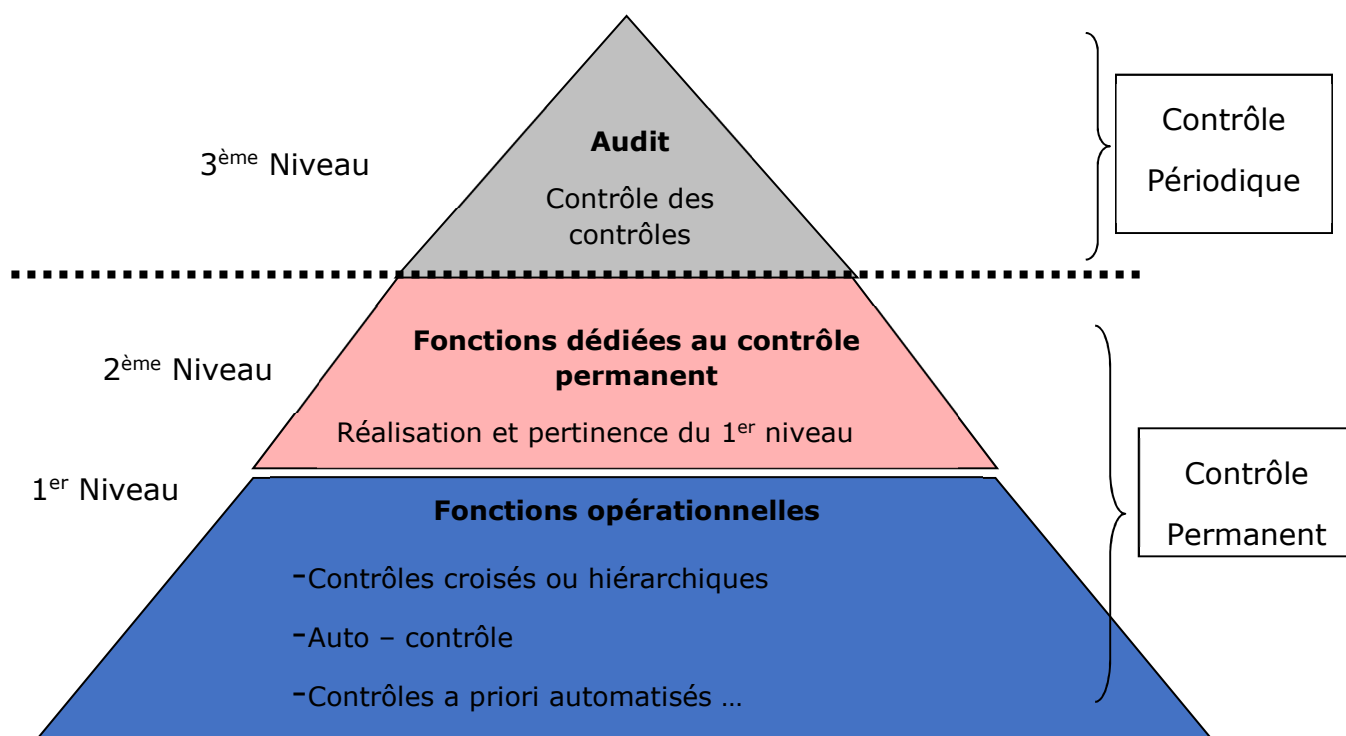 Audit
3ème Niveau
Contrôle des
contrôles
Contrôle
Périodique
Fonctions dédiées au contrôle
permanent
2ème Niveau
Réalisation et pertinence du 1er niveau
1er Niveau
Fonctions opérationnelles
-Contrôles croisés ou hiérarchiques
-Auto – contrôle
-Contrôles a priori automatisés …
Contrôle
Permanent